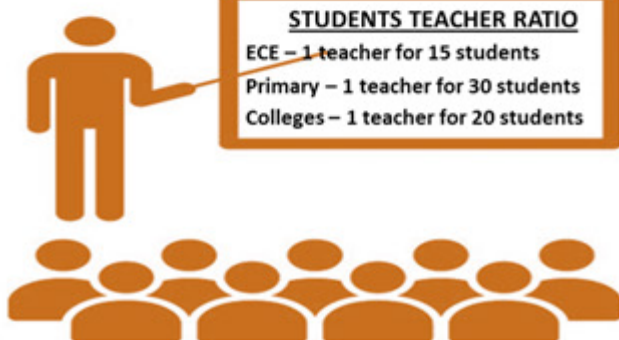 STUDENTS TEACHER RATIO
ECE – 1 teacher for 15 students
Primary – 1 teacher for 30 students
Colleges – 1 teacher for 20 students